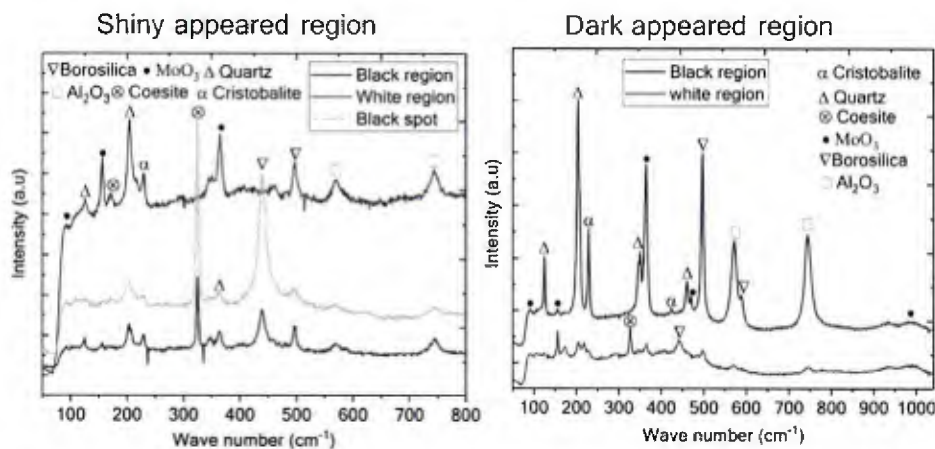 Shiny appeared region
▽Borosilica ● MoO₃ Δ Quartz
□ Al₂O₃ ⊗ Coesite α Cristobalite
Black region
White region
Black spot
Intensity (a.u)
100 200 300 400 500 600 700 800
Wave number (cm⁻¹)
Dark appeared region
Black region
white region
α Cristobalite
Δ Quartz
⊗ Coesite
● MoO₃
▽Borosilica
□ Al₂O₃
Intensity (a.u)
100 200 300 400 500 600 700 800 900 1000
Wave number (cm⁻¹)